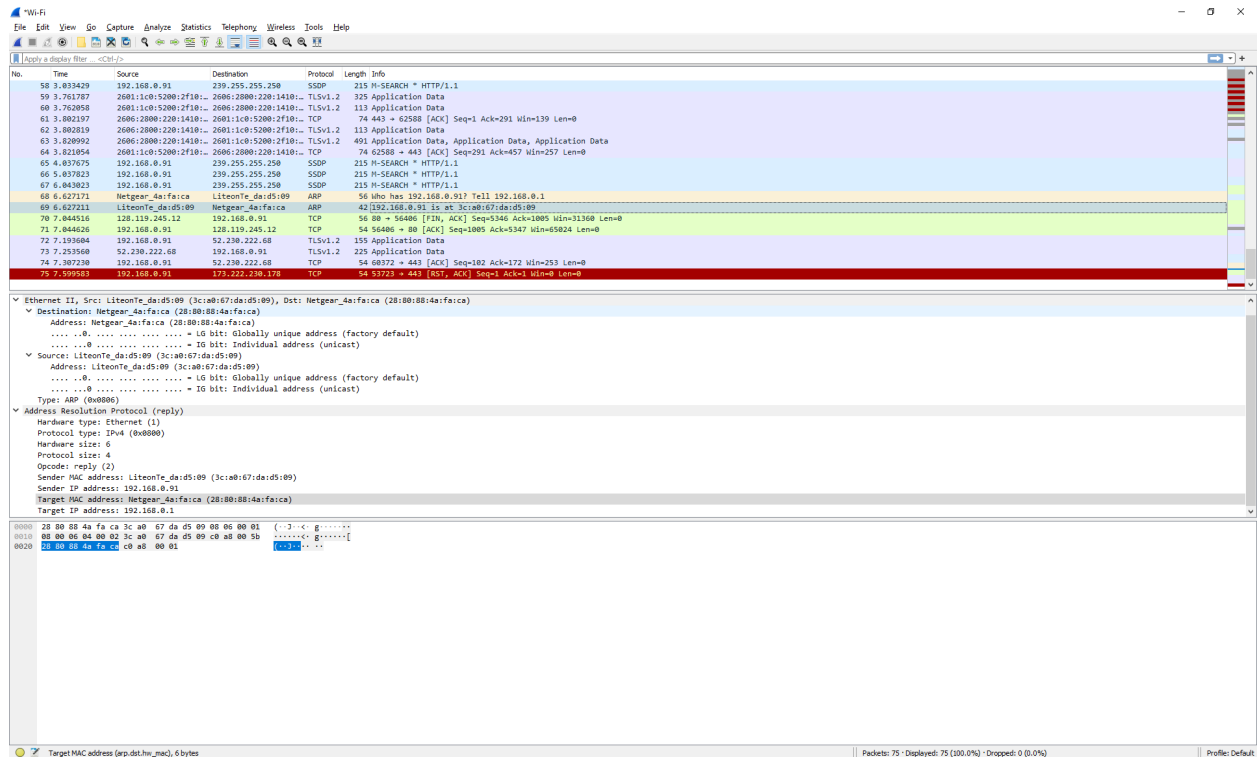 *Wi-Fi
File Edit View Go Capture Analyze Statistics Telephony Wireless Tools Help
Apply a display filter ... <Ctrl-/>
No. Time Source Destination Protocol Length Info
58 3.033429 192.168.0.91 239.255.255.250 SSDP 215 M-SEARCH * HTTP/1.1
59 3.761787 2601:1c0:5200:2f10:… 2606:2800:220:1410:… TLSv1.2 325 Application Data
60 3.762058 2601:1c0:5200:2f10:… 2606:2800:220:1410:… TLSv1.2 113 Application Data
61 3.802197 2606:2800:220:1410:… 2601:1c0:5200:2f10:… TCP 74 443 → 62588 [ACK] Seq=1 Ack=291 Win=139 Len=0
62 3.802819 2606:2800:220:1410:… 2601:1c0:5200:2f10:… TLSv1.2 113 Application Data
63 3.820992 2606:2800:220:1410:… 2601:1c0:5200:2f10:… TLSv1.2 491 Application Data, Application Data, Application Data
64 3.821054 2601:1c0:5200:2f10:… 2606:2800:220:1410:… TCP 74 62588 → 443 [ACK] Seq=291 Ack=457 Win=257 Len=0
65 4.037675 192.168.0.91 239.255.255.250 SSDP 215 M-SEARCH * HTTP/1.1
66 5.037823 192.168.0.91 239.255.255.250 SSDP 215 M-SEARCH * HTTP/1.1
67 6.043023 192.168.0.91 239.255.255.250 SSDP 215 M-SEARCH * HTTP/1.1
68 6.627171 Netgear_4a:fa:ca LiteonTe_da:d5:09 ARP 56 Who has 192.168.0.91? Tell 192.168.0.1
69 6.627211 LiteonTe_da:d5:09 Netgear_4a:fa:ca ARP 42 192.168.0.91 is at 3c:a0:67:da:d5:09
70 7.044516 128.119.245.12 192.168.0.91 TCP 56 80 → 56406 [FIN, ACK] Seq=5346 Ack=1005 Win=31360 Len=0
71 7.044626 192.168.0.91 128.119.245.12 TCP 54 56406 → 80 [ACK] Seq=1005 Ack=5347 Win=65024 Len=0
72 7.193604 192.168.0.91 52.230.222.68 TLSv1.2 155 Application Data
73 7.253560 52.230.222.68 192.168.0.91 TLSv1.2 225 Application Data
74 7.307230 192.168.0.91 52.230.222.68 TCP 54 60372 → 443 [ACK] Seq=102 Ack=172 Win=253 Len=0
75 7.599583 192.168.0.91 173.222.230.178 TCP 54 53723 → 443 [RST, ACK] Seq=1 Ack=1 Win=0 Len=0
Ethernet II, Src: LiteonTe_da:d5:09 (3c:a0:67:da:d5:09), Dst: Netgear_4a:fa:ca (28:80:88:4a:fa:ca)
Destination: Netgear_4a:fa:ca (28:80:88:4a:fa:ca)
Address: Netgear_4a:fa:ca (28:80:88:4a:fa:ca)
.... ..0. .... .... .... .... = LG bit: Globally unique address (factory default)
.... ...0 .... .... .... .... = IG bit: Individual address (unicast)
Source: LiteonTe_da:d5:09 (3c:a0:67:da:d5:09)
Address: LiteonTe_da:d5:09 (3c:a0:67:da:d5:09)
.... ..0. .... .... .... .... = LG bit: Globally unique address (factory default)
.... ...0 .... .... .... .... = IG bit: Individual address (unicast)
Type: ARP (0x0806)
Address Resolution Protocol (reply)
Hardware type: Ethernet (1)
Protocol type: IPv4 (0x0800)
Hardware size: 6
Protocol size: 4
Opcode: reply (2)
Sender MAC address: LiteonTe_da:d5:09 (3c:a0:67:da:d5:09)
Sender IP address: 192.168.0.91
Target MAC address: Netgear_4a:fa:ca (28:80:88:4a:fa:ca)
Target IP address: 192.168.0.1
0000 28 80 88 4a fa ca 3c a0 67 da d5 09 08 06 00 01 (··J··<· g·······
0010 08 00 06 04 00 02 3c a0 67 da d5 09 c0 a8 00 5b ······<· g······[
0020 28 80 88 4a fa ca c0 a8 00 01 (··J···· ··
Target MAC address (arp.dst.hw_mac), 6 bytes Packets: 75 · Displayed: 75 (100.0%) · Dropped: 0 (0.0%) Profile: Default